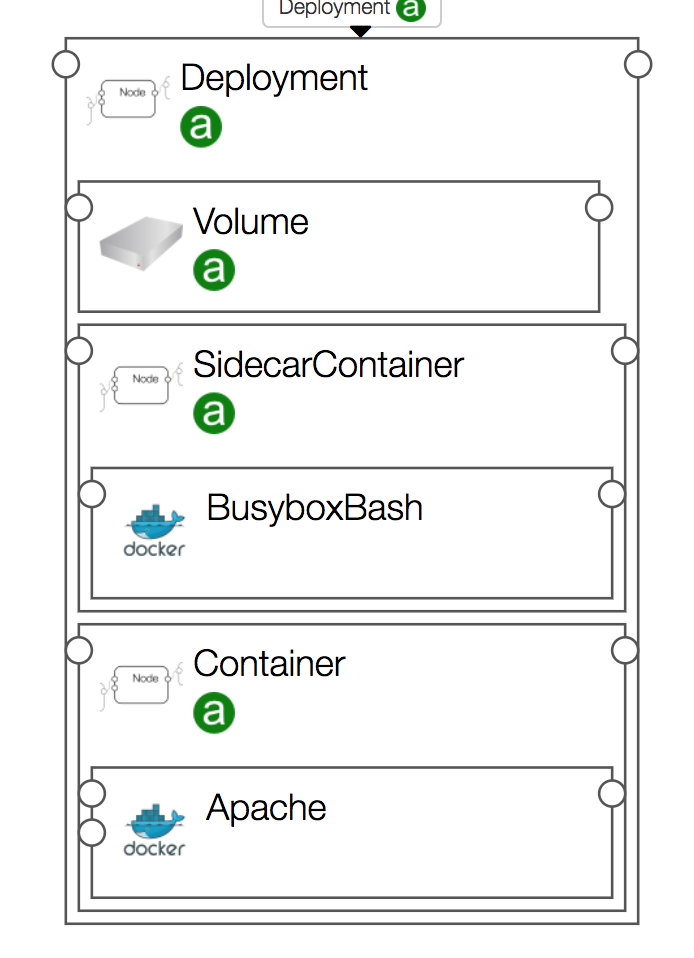 Deployment a
Node
Deployment
a
Volume
a
Node
SidecarContainer
a
docker
BusyboxBash
Node
Container
a
docker
Apache